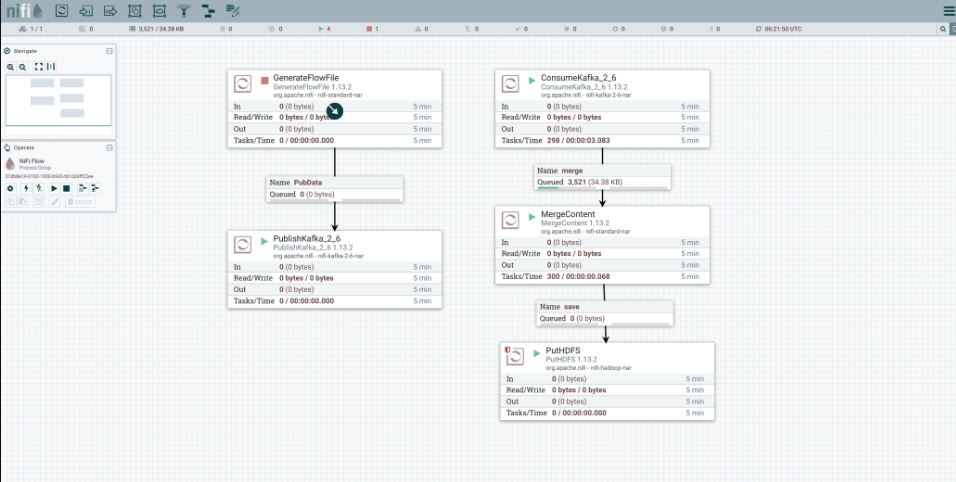 nifi
1 / 1 0 3,521 / 34.38 KB 0 0 4 1 0 0 0 0 0 0 0 06:21:50 UTC
Navigate
Operate
NiFi Flow
Process Group
DELETE
GenerateFlowFile
GenerateFlowFile 1.13.2
org.apache.nifi - nifi-standard-nar
In 0 (0 bytes) 5 min
Read/Write 0 bytes / 0 bytes 5 min
Out 0 (0 bytes) 5 min
Tasks/Time 0 / 00:00:00.000 5 min
Name PubData
Queued 0 (0 bytes)
PublishKafka_2_6
PublishKafka_2_6 1.13.2
org.apache.nifi - nifi-kafka-2-6-nar
In 0 (0 bytes) 5 min
Read/Write 0 bytes / 0 bytes 5 min
Out 0 (0 bytes) 5 min
Tasks/Time 0 / 00:00:00.000 5 min
ConsumeKafka_2_6
ConsumeKafka_2_6 1.13.2
org.apache.nifi - nifi-kafka-2-6-nar
In 0 (0 bytes) 5 min
Read/Write 0 bytes / 0 bytes 5 min
Out 0 (0 bytes) 5 min
Tasks/Time 298 / 00:00:03.083 5 min
Name merge
Queued 3,521 (34.38 KB)
MergeContent
MergeContent 1.13.2
org.apache.nifi - nifi-standard-nar
In 0 (0 bytes) 5 min
Read/Write 0 bytes / 0 bytes 5 min
Out 0 (0 bytes) 5 min
Tasks/Time 300 / 00:00:00.068 5 min
Name save
Queued 0 (0 bytes)
PutHDFS
PutHDFS 1.13.2
org.apache.nifi - nifi-hadoop-nar
In 0 (0 bytes) 5 min
Read/Write 0 bytes / 0 bytes 5 min
Out 0 (0 bytes) 5 min
Tasks/Time 0 / 00:00:00.000 5 min